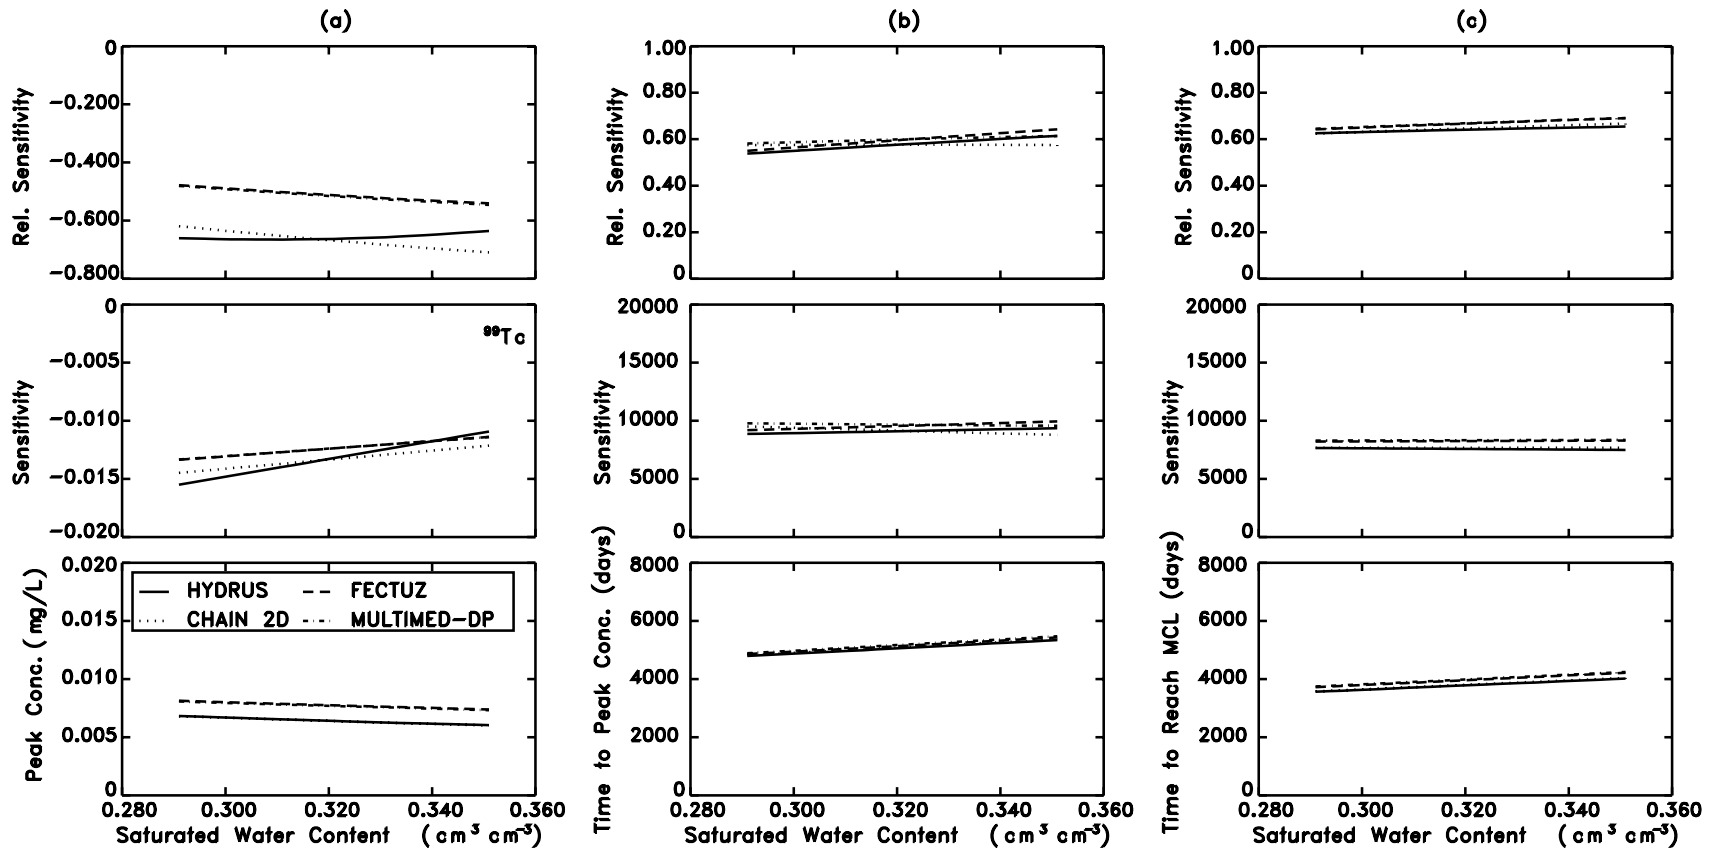 (a)
(b)
(c)
Rel. Sensitivity
0
-0.200
-0.400
-0.600
-0.800
Rel. Sensitivity
1.00
0.80
0.60
0.40
0.20
0
Rel. Sensitivity
1.00
0.80
0.60
0.40
0.20
0
Sensitivity
0
-0.005
-0.010
-0.015
-0.020
99Tc
Sensitivity
20000
15000
10000
5000
0
Sensitivity
20000
15000
10000
5000
0
Peak Conc. (mg/L)
0.020
0.015
0.010
0.005
0
HYDRUS
FECTUZ
CHAIN 2D
MULTIMED-DP
0.280 0.300 0.320 0.340 0.360
Saturated Water Content (cm3 cm-3)
Time to Peak Conc. (days)
8000
6000
4000
2000
0
0.280 0.300 0.320 0.340 0.360
Saturated Water Content (cm3 cm-3)
Time to Reach MCL (days)
8000
6000
4000
2000
0
0.280 0.300 0.320 0.340 0.360
Saturated Water Content (cm3 cm-3)